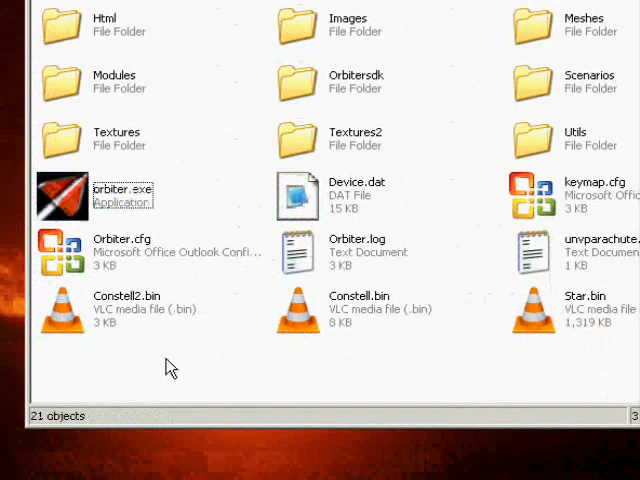 Html
File Folder
Images
File Folder
Meshes
File Folder
Modules
File Folder
Orbitersdk
File Folder
Scenarios
File Folder
Textures
File Folder
Textures2
File Folder
Utils
File Folder
orbiter.exe
Application
Device.dat
DAT File
15 KB
keymap.cfg
Microsoft Offic
3 KB
Orbiter.cfg
Microsoft Office Outlook Confi...
3 KB
Orbiter.log
Text Document
3 KB
unvparachute.
Text Documen
1 KB
Constell2.bin
VLC media file (.bin)
3 KB
Constell.bin
VLC media file (.bin)
8 KB
Star.bin
VLC media file
1,319 KB
21 objects
3